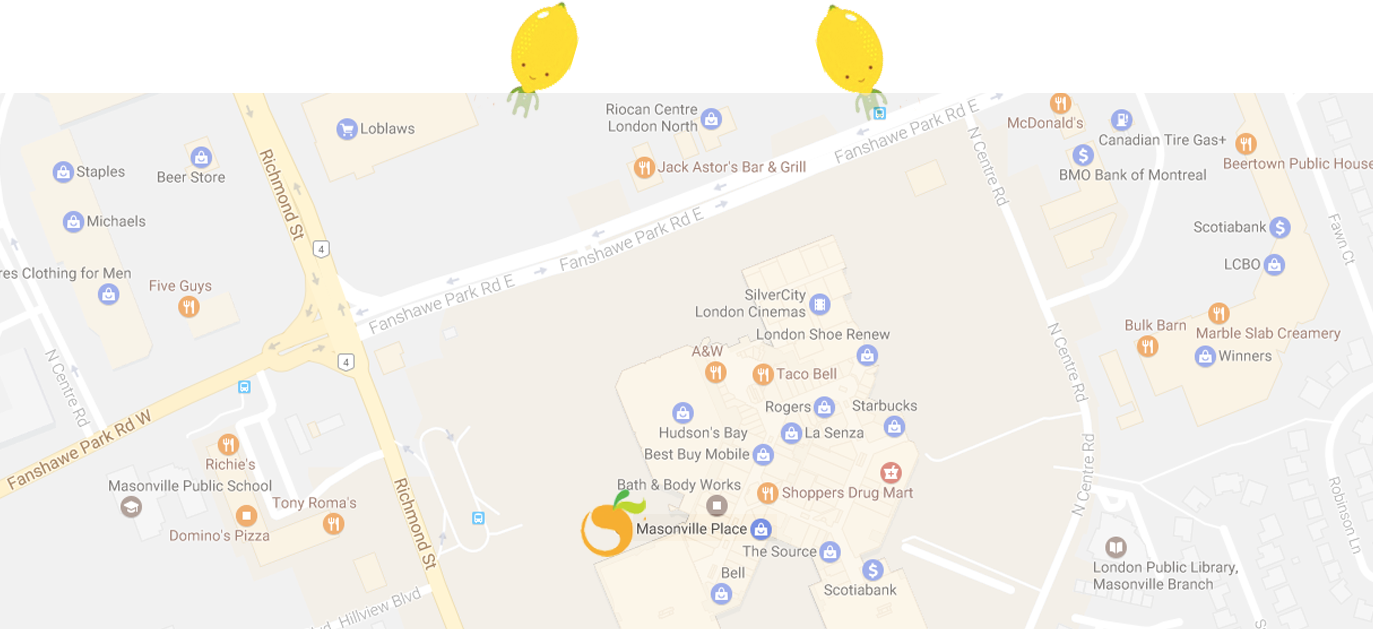 Riocan Centre
London North
Loblaws
Staples
Beer Store
Richmond St
Michaels
Jack Astor's Bar & Grill
Fanshawe Park Rd E
McDonald's
Canadian Tire Gas+
BMO Bank of Montreal
Beertown Public House
N Centre Rd
Fanshawe Park Rd E
4
Scotiabank
Fawn Ct
LCBO
res Clothing for Men
Five Guys
Fanshawe Park Rd E
SilverCity
London Cinemas
London Shoe Renew
Bulk Barn
Marble Slab Creamery
Winners
N Centre Rd
4
A&W
Taco Bell
N Centre Rd
Rogers
Starbucks
Hudson's Bay
La Senza
Best Buy Mobile
Fanshawe Park Rd W
Richie's
Masonville Public School
Tony Roma's
Domino's Pizza
Richmond St
Bath & Body Works
Shoppers Drug Mart
Masonville Place
The Source
Bell
Scotiabank
N Centre Rd
Robinson Ln
London Public Library,
Masonville Branch
Hillview Blvd